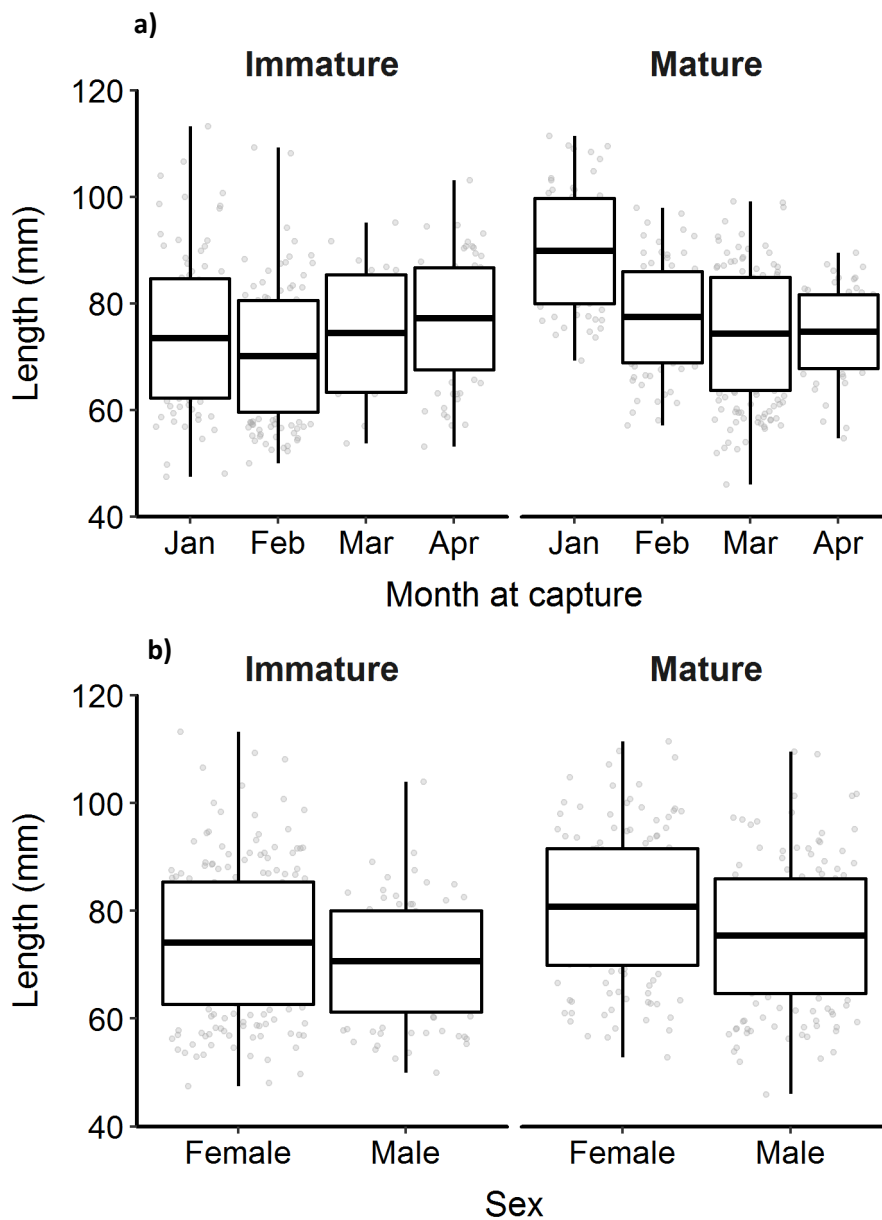 a)
Immature Mature
120
100
80
60
40
Length (mm)
Jan Feb Mar Apr Jan Feb Mar Apr
Month at capture
b)
Immature Mature
120
100
80
60
40
Length (mm)
Female Male Female Male
Sex